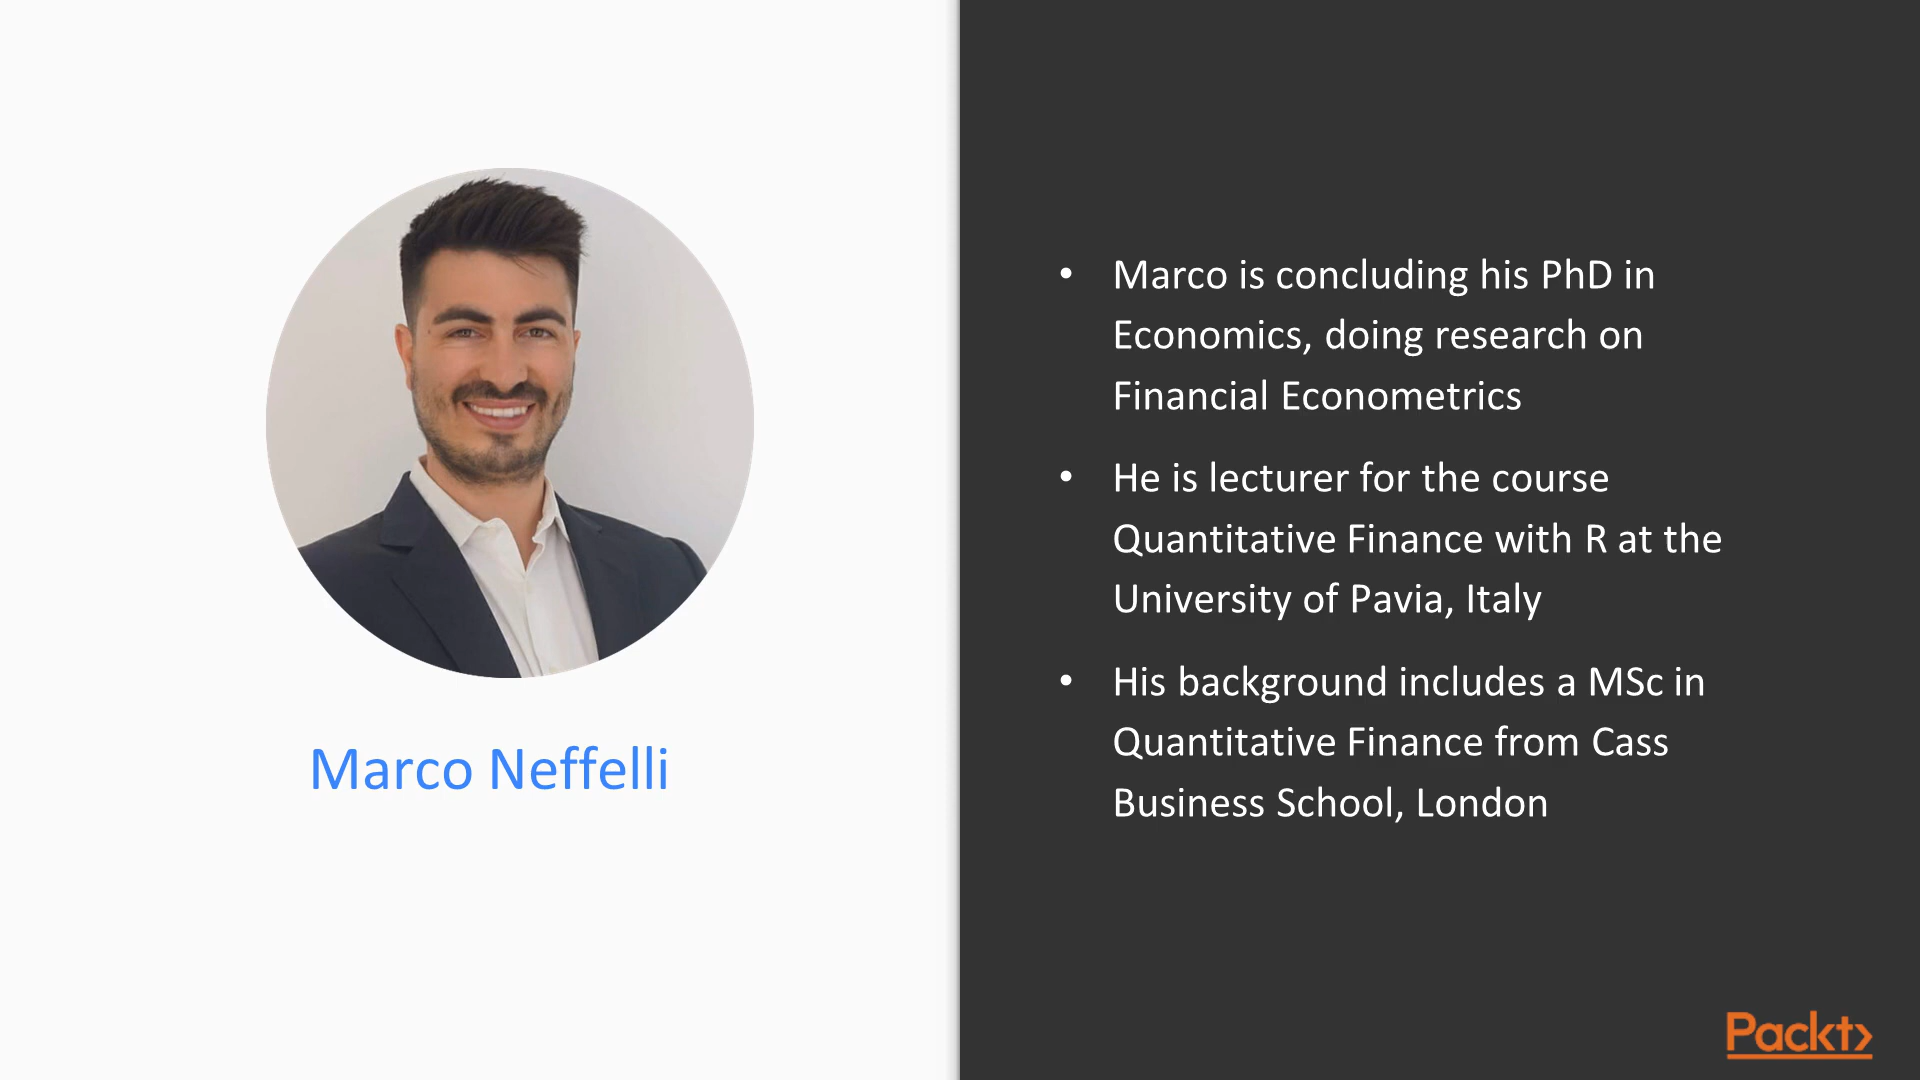 Marco Neffelli
• Marco is concluding his PhD in
Economics, doing research on
Financial Econometrics
• He is lecturer for the course
Quantitative Finance with R at the
University of Pavia, Italy
• His background includes a MSc in
Quantitative Finance from Cass
Business School, London
Packt>